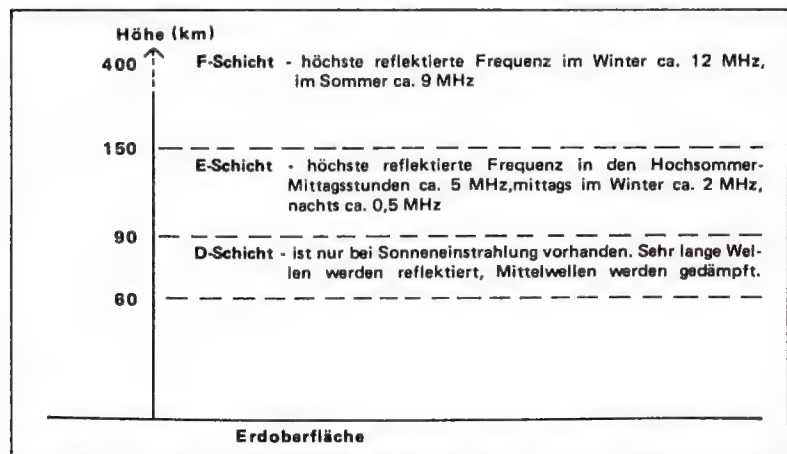 Höhe (km)
400 F-Schicht - höchste reflektierte Frequenz im Winter ca. 12 MHz,
im Sommer ca. 9 MHz
150
E-Schicht - höchste reflektierte Frequenz in den Hochsommer-
Mittagsstunden ca. 5 MHz,mittags im Winter ca. 2 MHz,
nachts ca. 0,5 MHz
90
D-Schicht - ist nur bei Sonneneinstrahlung vorhanden. Sehr lange Wel-
len werden reflektiert, Mittelwellen werden gedämpft.
60
Erdoberfläche